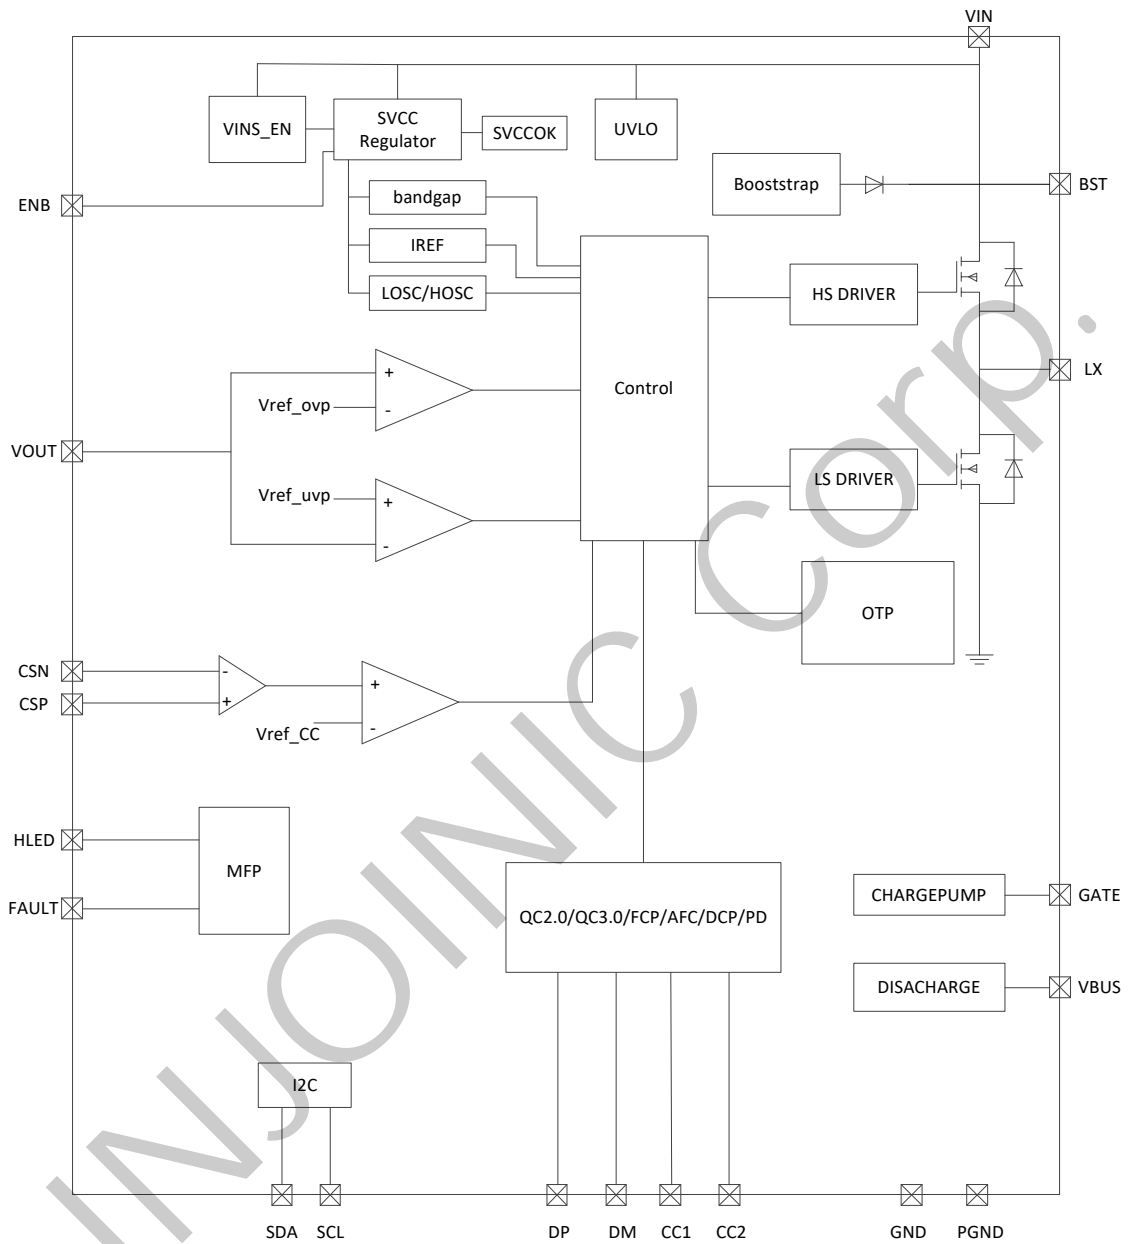 VIN
VINS_EN
SVCC
Regulator
SVCCOK
UVLO
Booststrap
BST
ENB
bandgap
IREF
LOSC/HOSC
HS DRIVER
Control
LX
+
Vref_ovp
-
VOUT
Vref_uvp
+
-
LS DRIVER
OTP
CSN
-
CSP
+
+
Vref_CC
-
HLED
MFP
FAULT
QC2.0/QC3.0/FCP/AFC/DCP/PD
CHARGEPUMP
GATE
DISACHARGE
VBUS
I2C
SDA
SCL
DP
DM
CC1
CC2
GND
PGND
INJOINIC Corp.